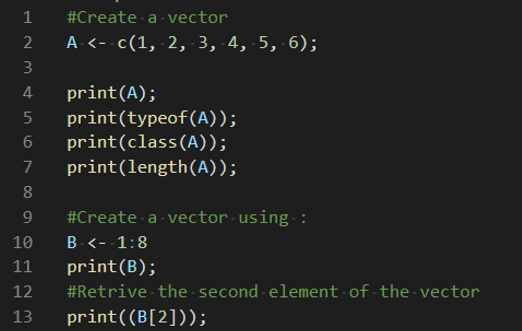 1 #Create a vector
2 A <- c(1, 2, 3, 4, 5, 6);
3
4 print(A);
5 print(typeof(A));
6 print(class(A));
7 print(length(A));
8
9 #Create a vector using :
10 B <- 1:8
11 print(B);
12 #Retrive the second element of the vector
13 print((B[2]));